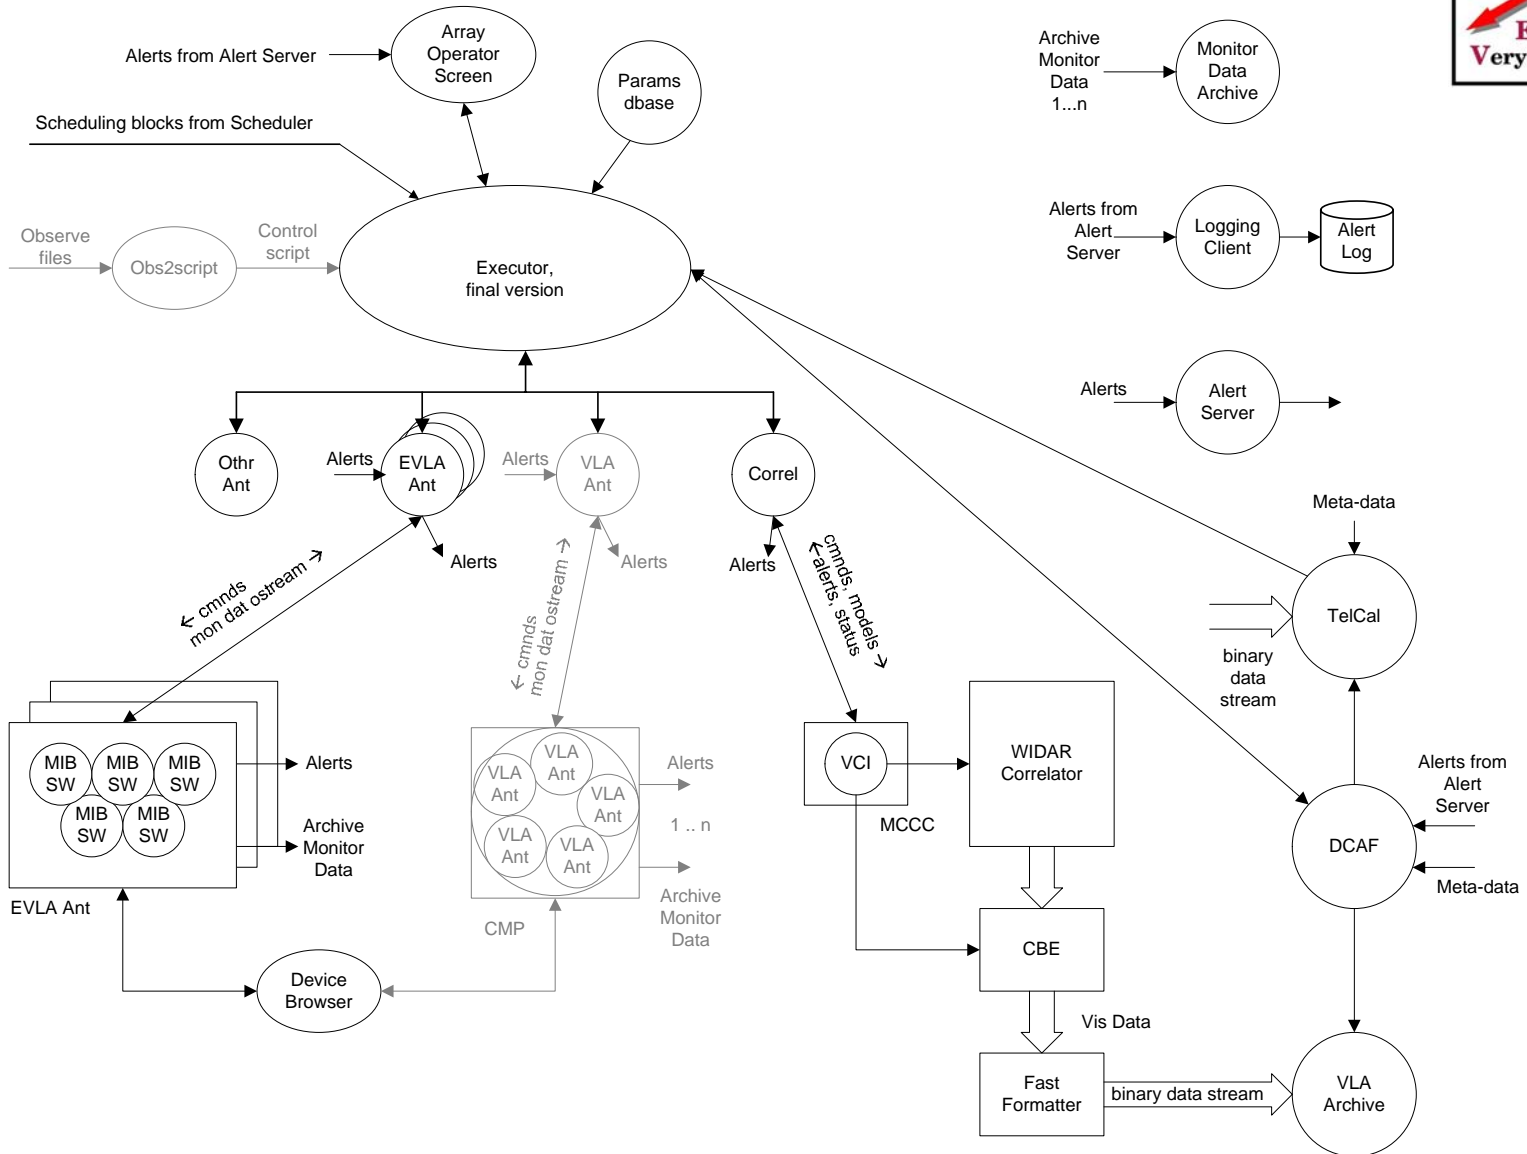 Alerts from Alert Server
Array
Operator
Screen
Params
dbase
Archive
Monitor
Data
1...n
Monitor
Data
Archive
E
Very
Scheduling blocks from Scheduler
Observe
files
Obs2script
Control
script
Executor,
final version
Alerts from
Alert
Server
Logging
Client
Alert
Log
Alerts
Alert
Server
Othr
Ant
Alerts
EVLA
Ant
Alerts
Alerts
VLA
Ant
Alerts
Correl
Alerts
← cmnds
mon dat ostream →
← cmnds
mon dat ostream →
cmnds, models →
← alerts, status
Meta-data
TelCal
binary
data
stream
MIB
SW
MIB
SW
MIB
SW
MIB
SW
MIB
SW
Alerts
Archive
Monitor
Data
EVLA Ant
VLA
Ant
VLA
Ant
VLA
Ant
VLA
Ant
VLA
Ant
Alerts
1 .. n
Archive
Monitor
Data
CMP
VCI
MCCC
WIDAR
Correlator
Alerts from
Alert
Server
DCAF
Meta-data
Device
Browser
CBE
Vis Data
Fast
Formatter
binary data stream
VLA
Archive